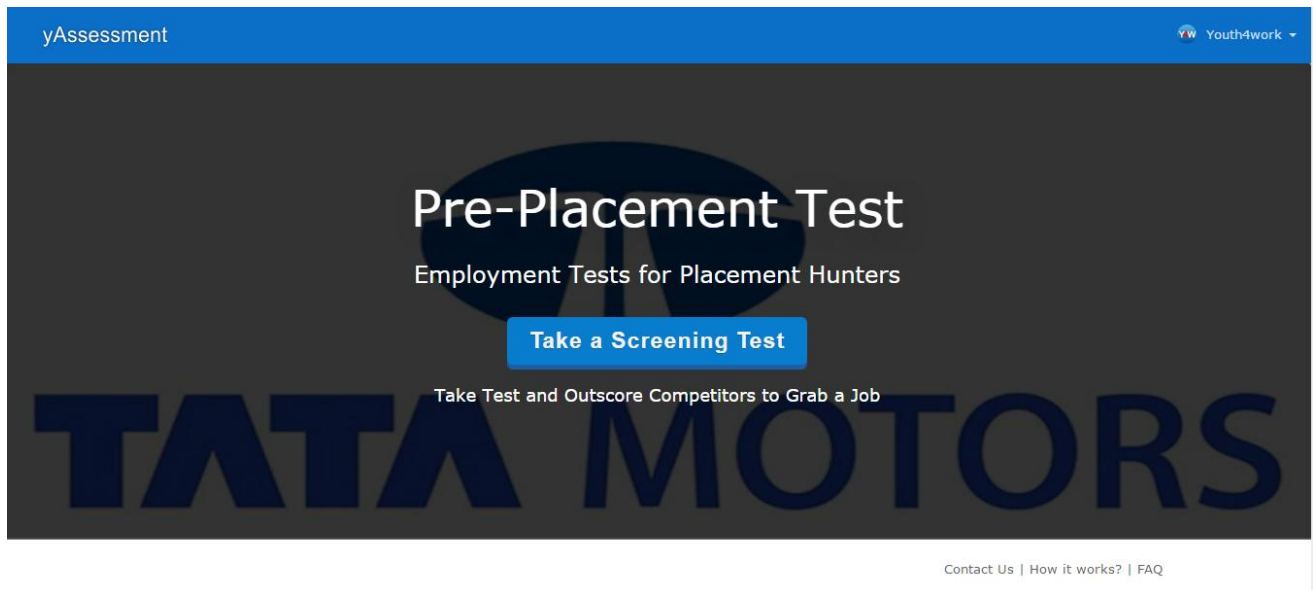 yAssessment
YW Youth4work
Pre-Placement Test
Employment Tests for Placement Hunters
Take a Screening Test
Take Test and Outscore Competitors to Grab a Job
TATA MOTORS
Contact Us | How it works? | FAQ